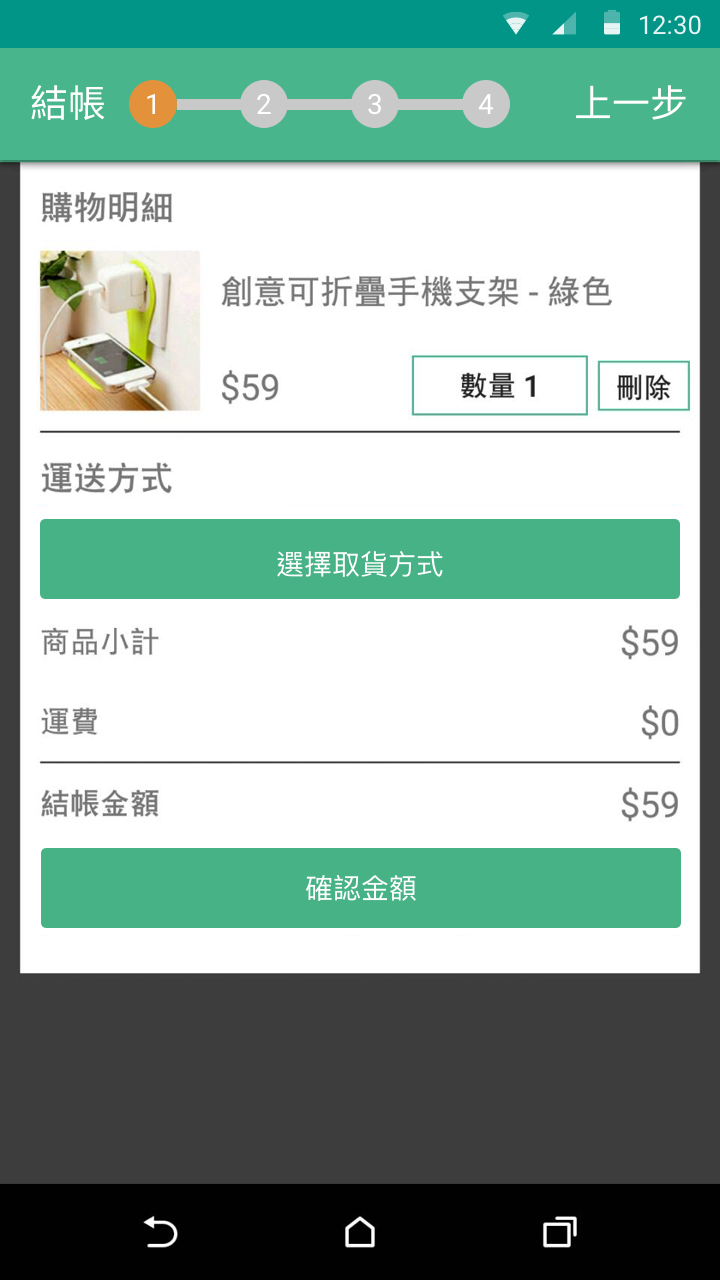 12:30
結帳 1 2 3 4 上一步
購物明細
創意可折疊手機支架 - 綠色
$59 數量 1 刪除
運送方式
選擇取貨方式
商品小計 $59
運費 $0
結帳金額 $59
確認金額